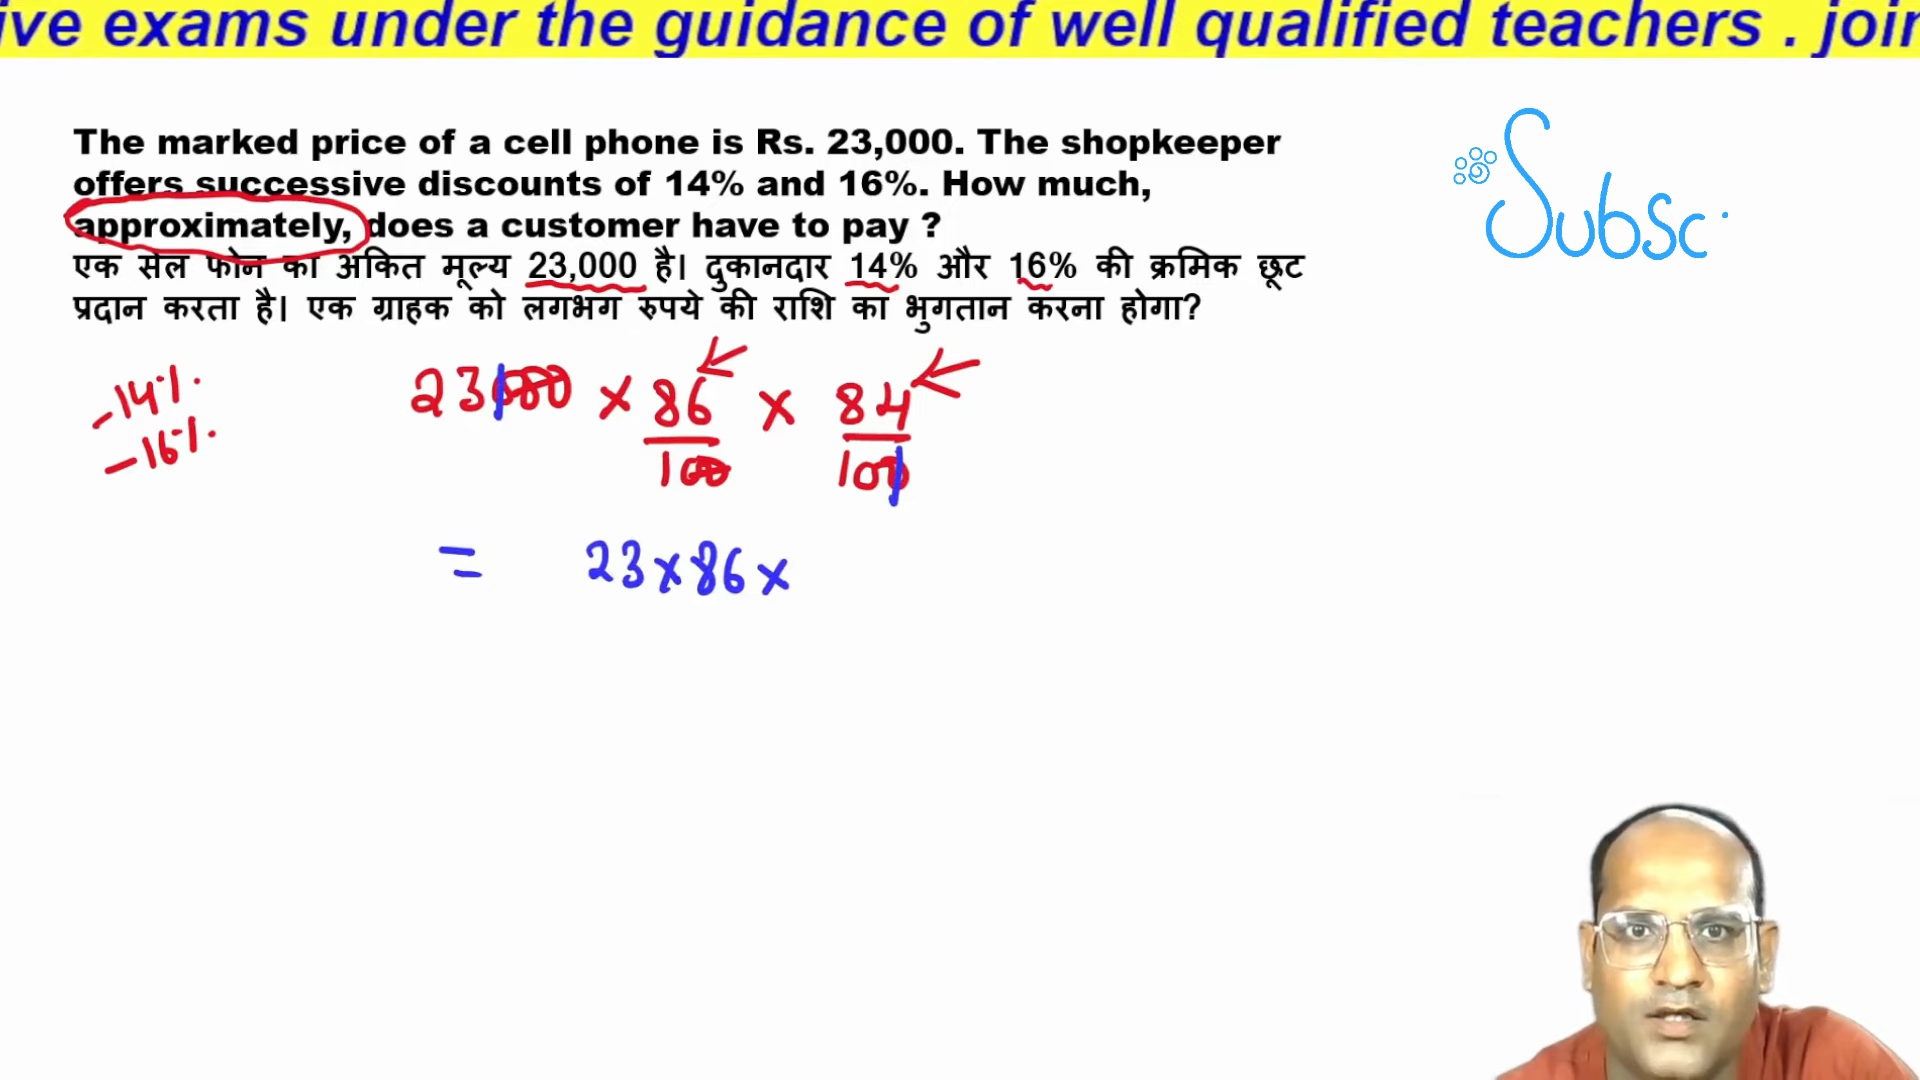 ive exams under the guidance of well qualified teachers . join
The marked price of a cell phone is Rs. 23,000. The shopkeeper
offers successive discounts of 14% and 16%. How much,
approximately, does a customer have to pay ?
एक सेल फोन का अंकित मूल्य 23,000 है। दुकानदार 14% और 16% की क्रमिक छूट
प्रदान करता है। एक ग्राहक को लगभग रुपये की राशि का भुगतान करना होगा?
Subsc
-14%
-16%
23000 × 86 × 84
100 100
= 23×86×